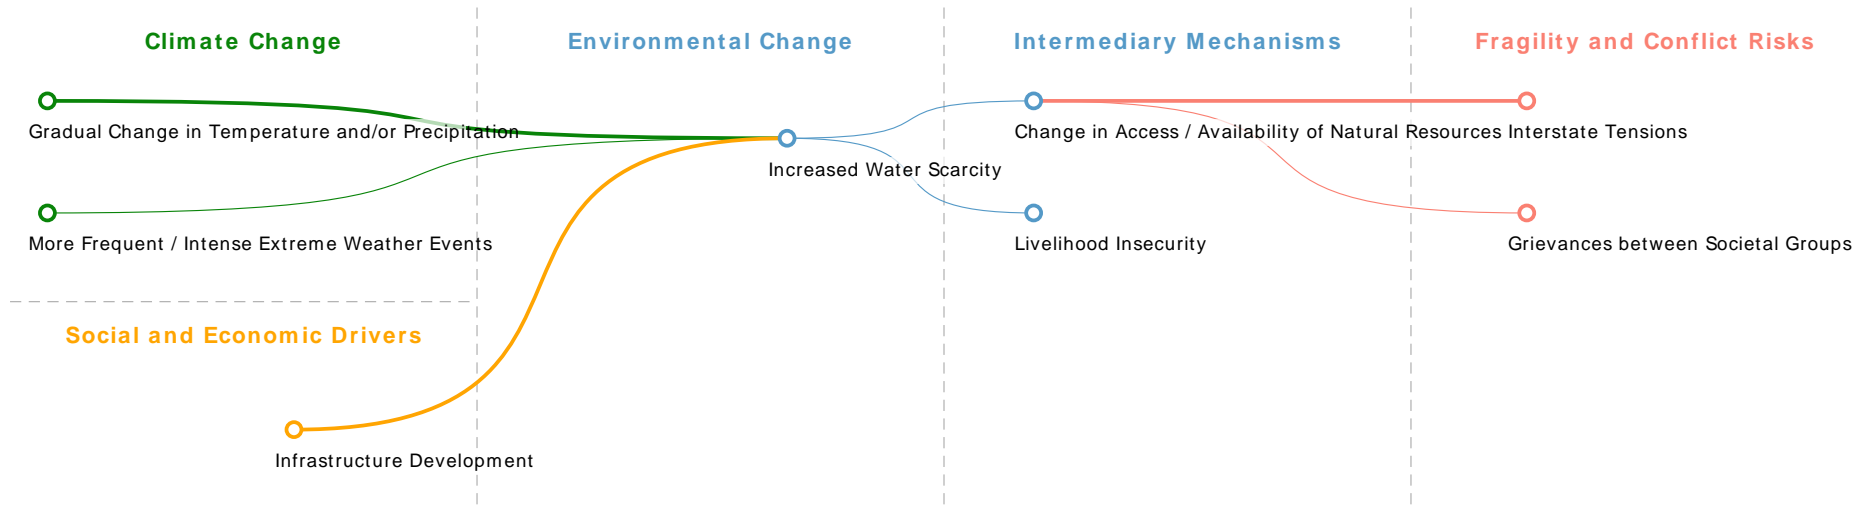 Climate Change
Environmental Change
Intermediary Mechanisms
Fragility and Conflict Risks
Gradual Change in Temperature and/or Precipitation
Change in Access / Availability of Natural Resources
Interstate Tensions
Increased Water Scarcity
More Frequent / Intense Extreme Weather Events
Livelihood Insecurity
Grievances between Societal Groups
Social and Economic Drivers
Infrastructure Development